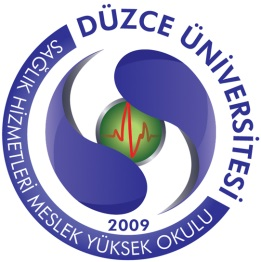 DÜZCE ÜNİVERSİTESİ
SAĞLIK HİZMETLERİ MESLEK YÜKSEK OKULU
2009